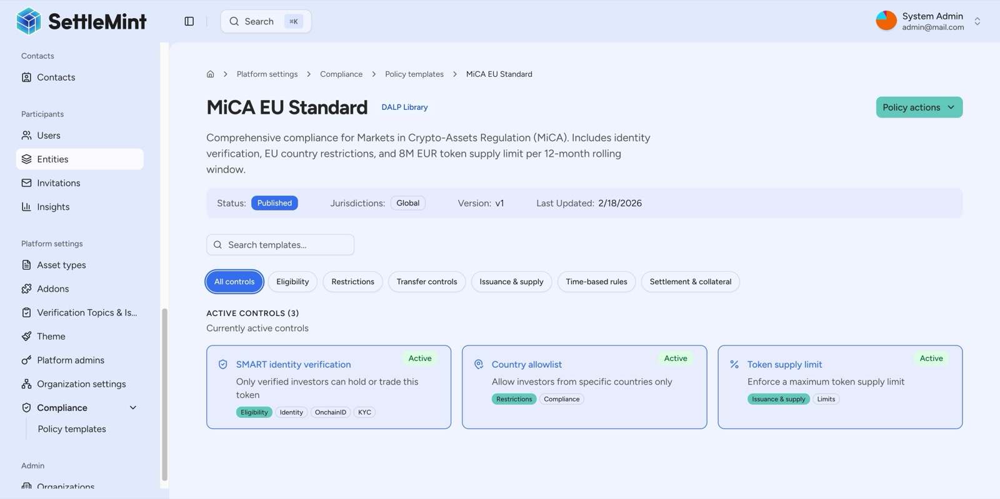 SettleMint
Search ⌘K
System Admin
admin@mail.com
Contacts
Contacts
Participants
Users
Entities
Invitations
Insights
Platform settings
Asset types
Addons
Verification Topics & Is...
Theme
Platform admins
Organization settings
Compliance
Policy templates
Admin
Organizations
Platform settings
Compliance
Policy templates
MiCA EU Standard
MiCA EU Standard
DALP Library
Policy actions
Comprehensive compliance for Markets in Crypto-Assets Regulation (MiCA). Includes identity
verification, EU country restrictions, and 8M EUR token supply limit per 12-month rolling
window.
Status: Published
Jurisdictions: Global
Version: v1
Last Updated: 2/18/2026
Search templates...
All controls
Eligibility
Restrictions
Transfer controls
Issuance & supply
Time-based rules
Settlement & collateral
ACTIVE CONTROLS (3)
Currently active controls
Active
SMART identity verification
Only verified investors can hold or trade this
token
Eligibility Identity OnchainID KYC
Active
Country allowlist
Allow investors from specific countries only
Restrictions Compliance
Active
Token supply limit
Enforce a maximum token supply limit
Issuance & supply Limits